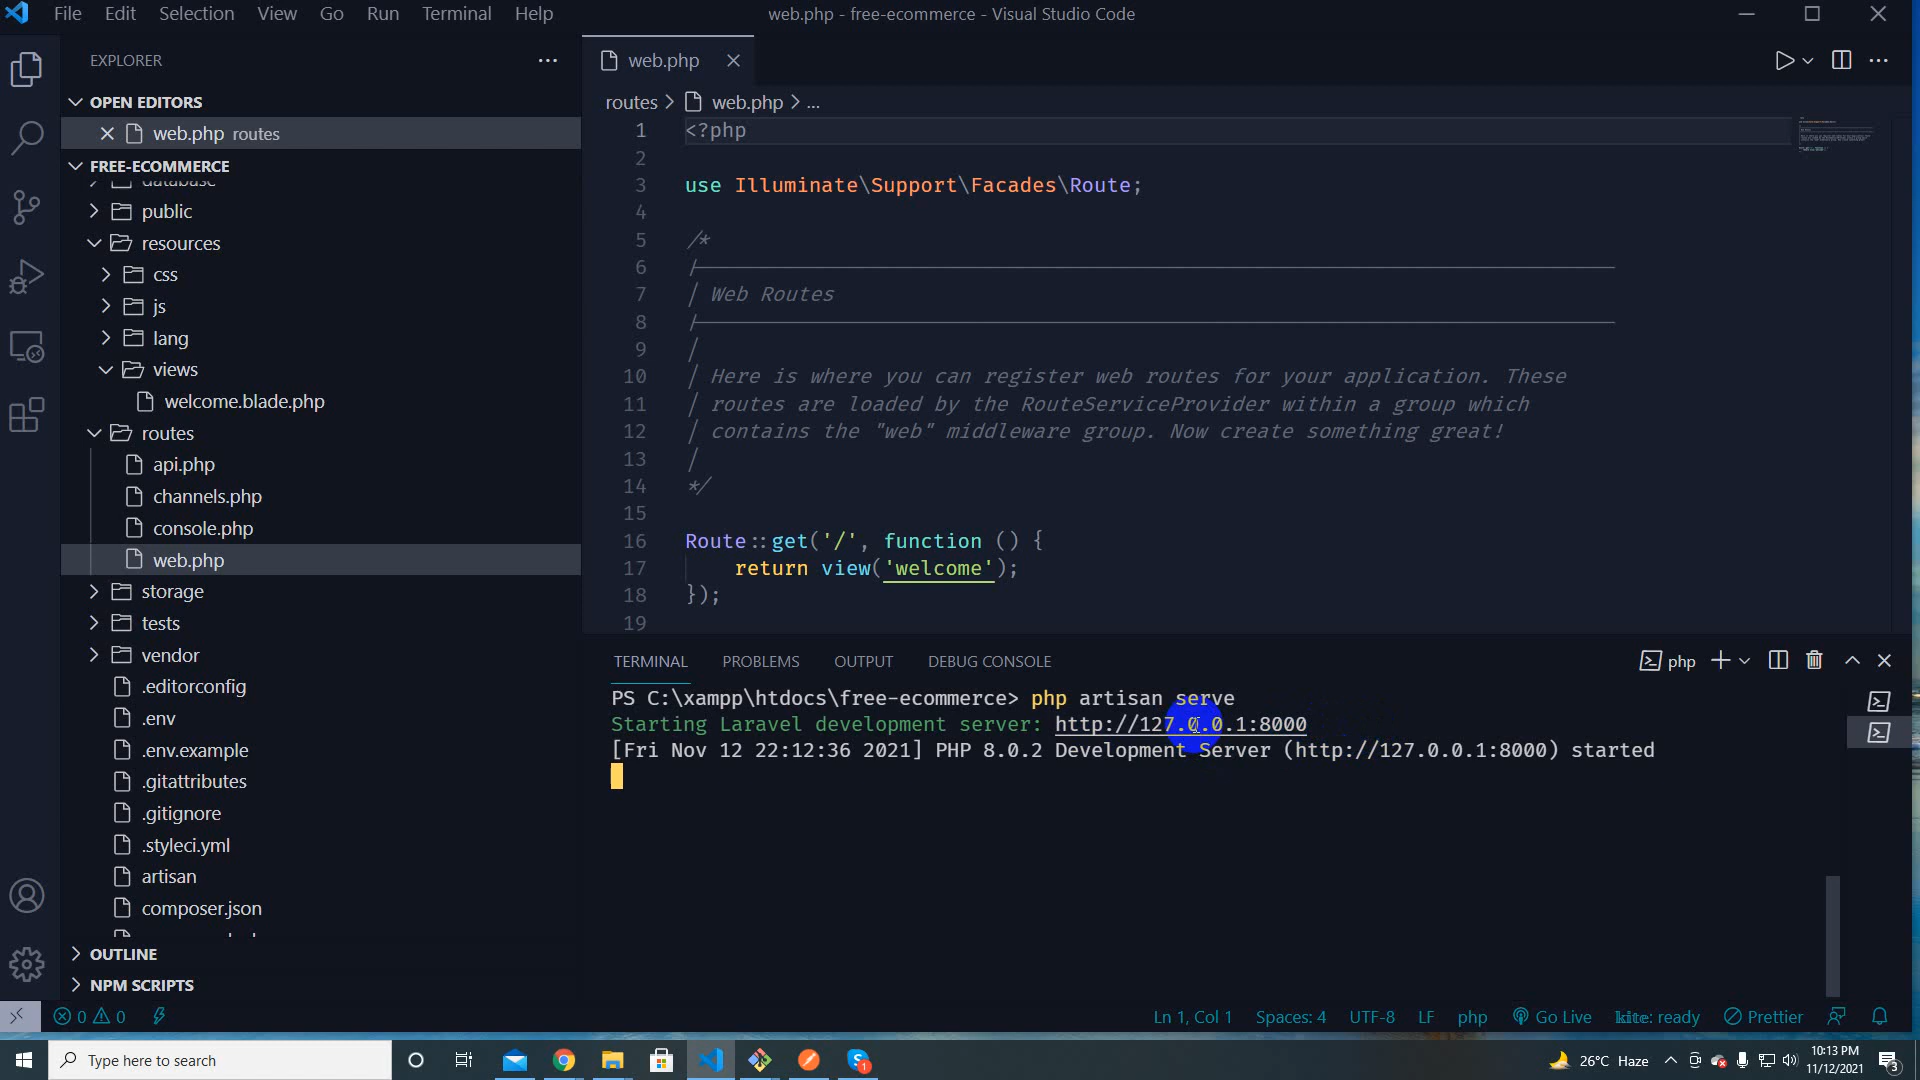 File Edit Selection View Go Run Terminal Help
web.php - free-ecommerce - Visual Studio Code
EXPLORER
OPEN EDITORS
web.php routes
FREE-ECOMMERCE
database
public
resources
css
js
lang
views
welcome.blade.php
routes
api.php
channels.php
console.php
web.php
storage
tests
vendor
.editorconfig
.env
.env.example
.gitattributes
.gitignore
.styleci.yml
artisan
composer.json
OUTLINE
NPM SCRIPTS
web.php
routes > web.php > ...
1 <?php
2
3 use Illuminate\Support\Facades\Route;
4
5 /*
6 |--------------------------------------------------------------------------
7 | Web Routes
8 |--------------------------------------------------------------------------
9 |
10 | Here is where you can register web routes for your application. These
11 | routes are loaded by the RouteServiceProvider within a group which
12 | contains the "web" middleware group. Now create something great!
13 |
14 */
15
16 Route::get('/', function () {
17 return view('welcome');
18 });
19
TERMINAL PROBLEMS OUTPUT DEBUG CONSOLE
php
PS C:\xampp\htdocs\free-ecommerce> php artisan serve
Starting Laravel development server: http://127.0.0.1:8000
[Fri Nov 12 22:12:36 2021] PHP 8.0.2 Development Server (http://127.0.0.1:8000) started
0 0
Ln 1, Col 1 Spaces: 4 UTF-8 LF php Go Live kite: ready Prettier
Type here to search
1
26°C Haze
10:13 PM
11/12/2021
3